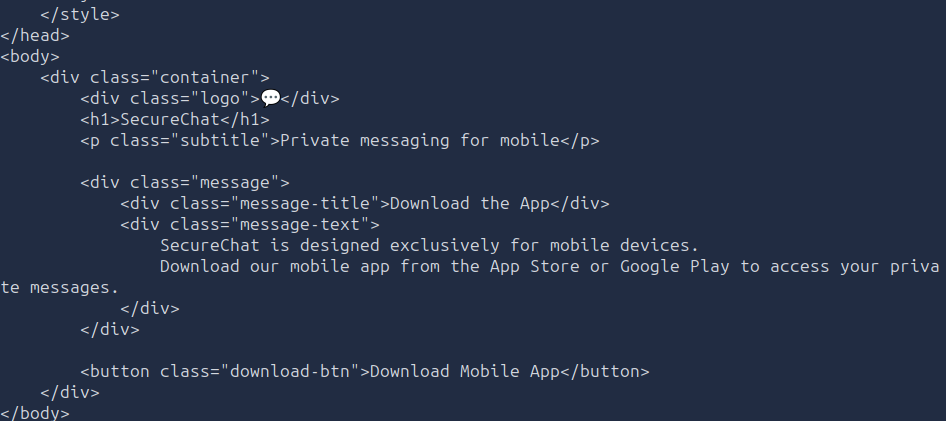 </style>
</head>
<body>
    <div class="container">
        <div class="logo">💬</div>
        <h1>SecureChat</h1>
        <p class="subtitle">Private messaging for mobile</p>

        <div class="message">
            <div class="message-title">Download the App</div>
            <div class="message-text">
                SecureChat is designed exclusively for mobile devices.
                Download our mobile app from the App Store or Google Play to access your priva
te messages.
            </div>
        </div>

        <button class="download-btn">Download Mobile App</button>
    </div>
</body>